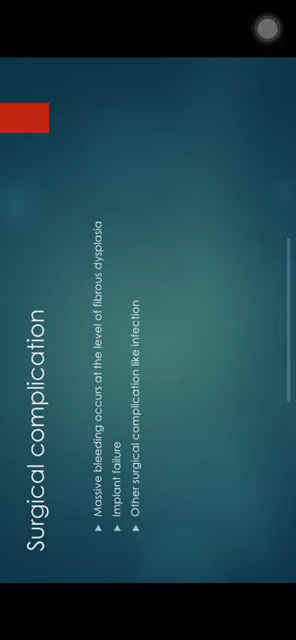 Surgical complication
Massive bleeding occurs at the level of fibrous dysplasia
Implant failure
Other surgical complication like infection